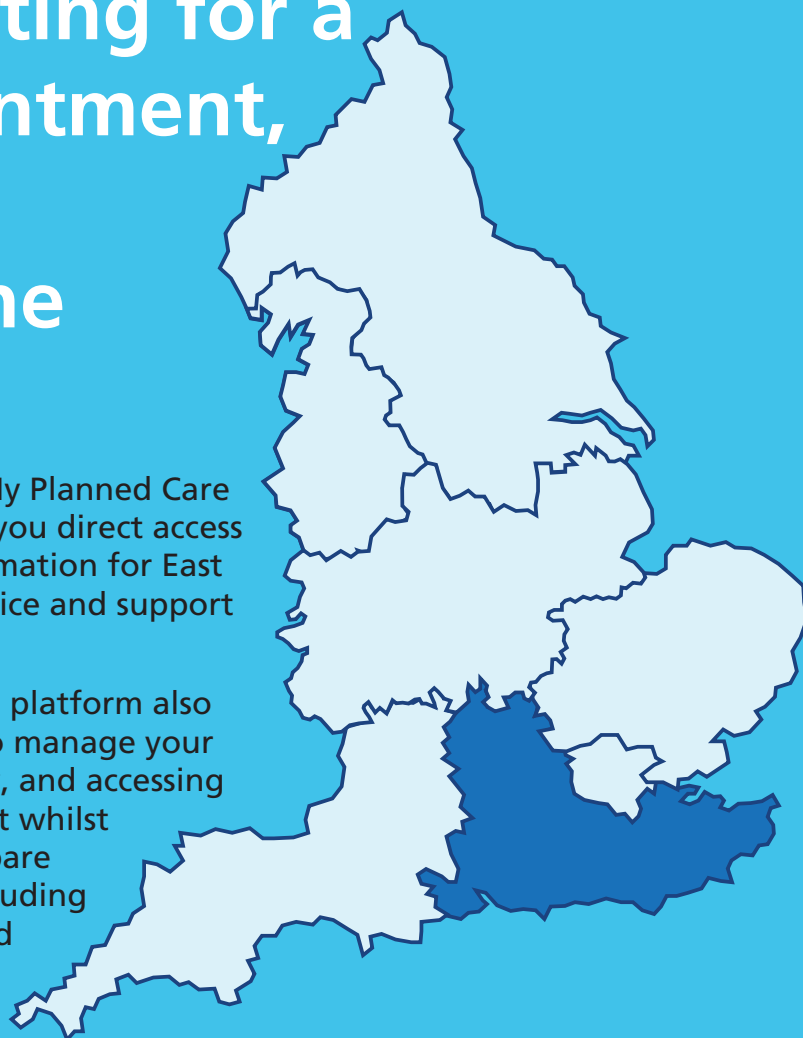 ting for a
ntment,
ne
ly Planned Care
you direct access
mation for East
ice and support
platform also
o manage your
, and accessing
t whilst
are
uding
d